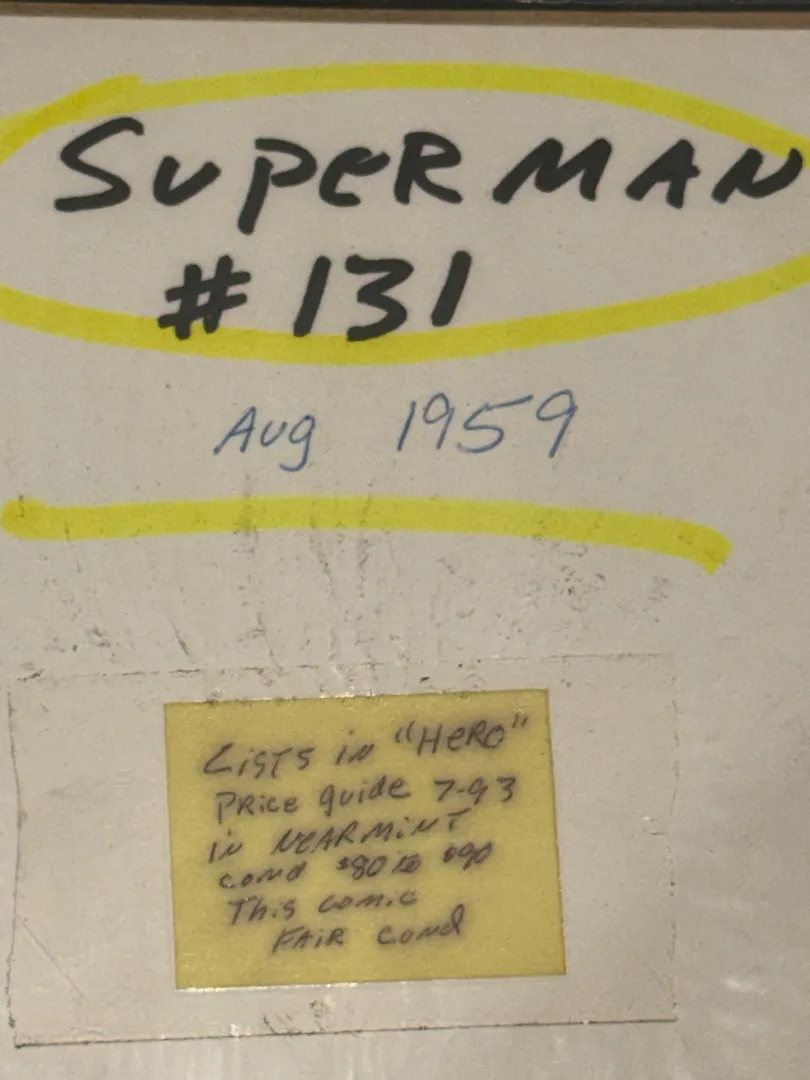 SUPERMAN
# 131
Aug 1959
LISTS in "HERO"
PRICE guide 7-93
in NEARMINT
cond $80 to $90
This comic
FAIR cond